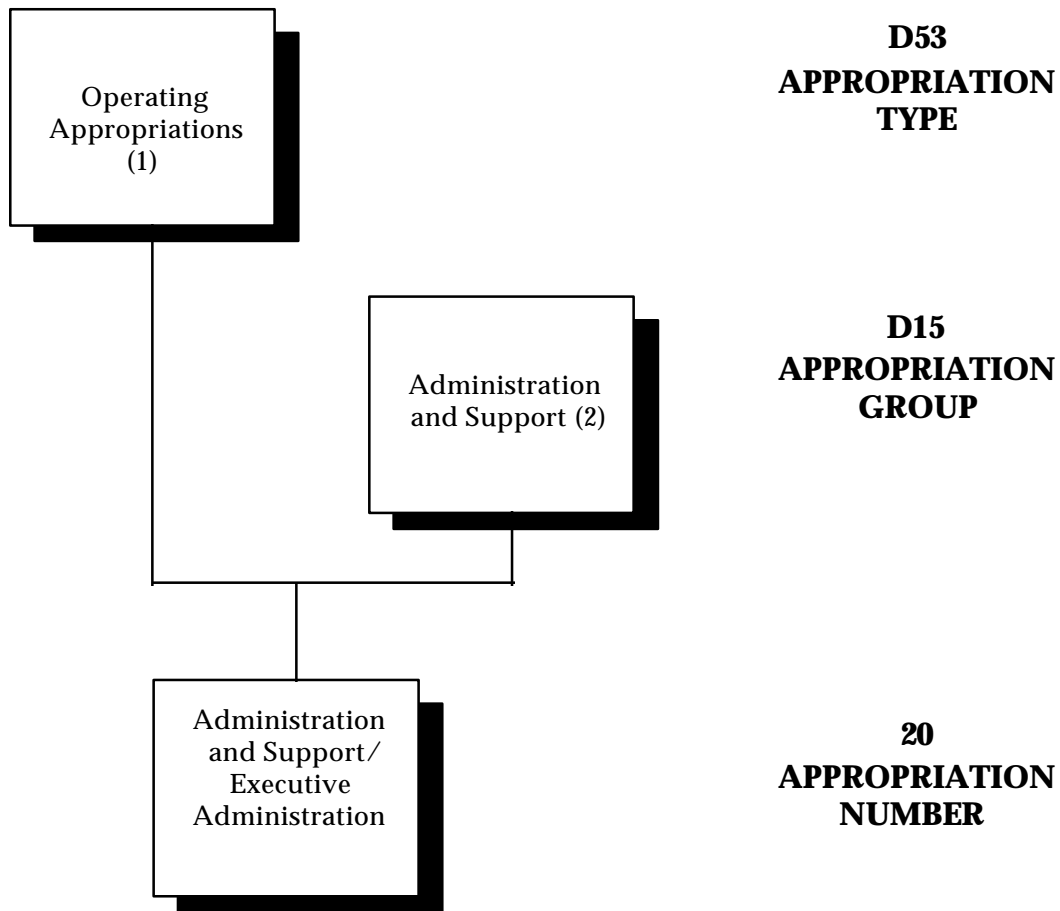 Operating
Appropriations
(1)
D53
APPROPRIATION
TYPE
Administration
and Support (2)
D15
APPROPRIATION
GROUP
Administration
and Support/
Executive
Administration
20
APPROPRIATION
NUMBER